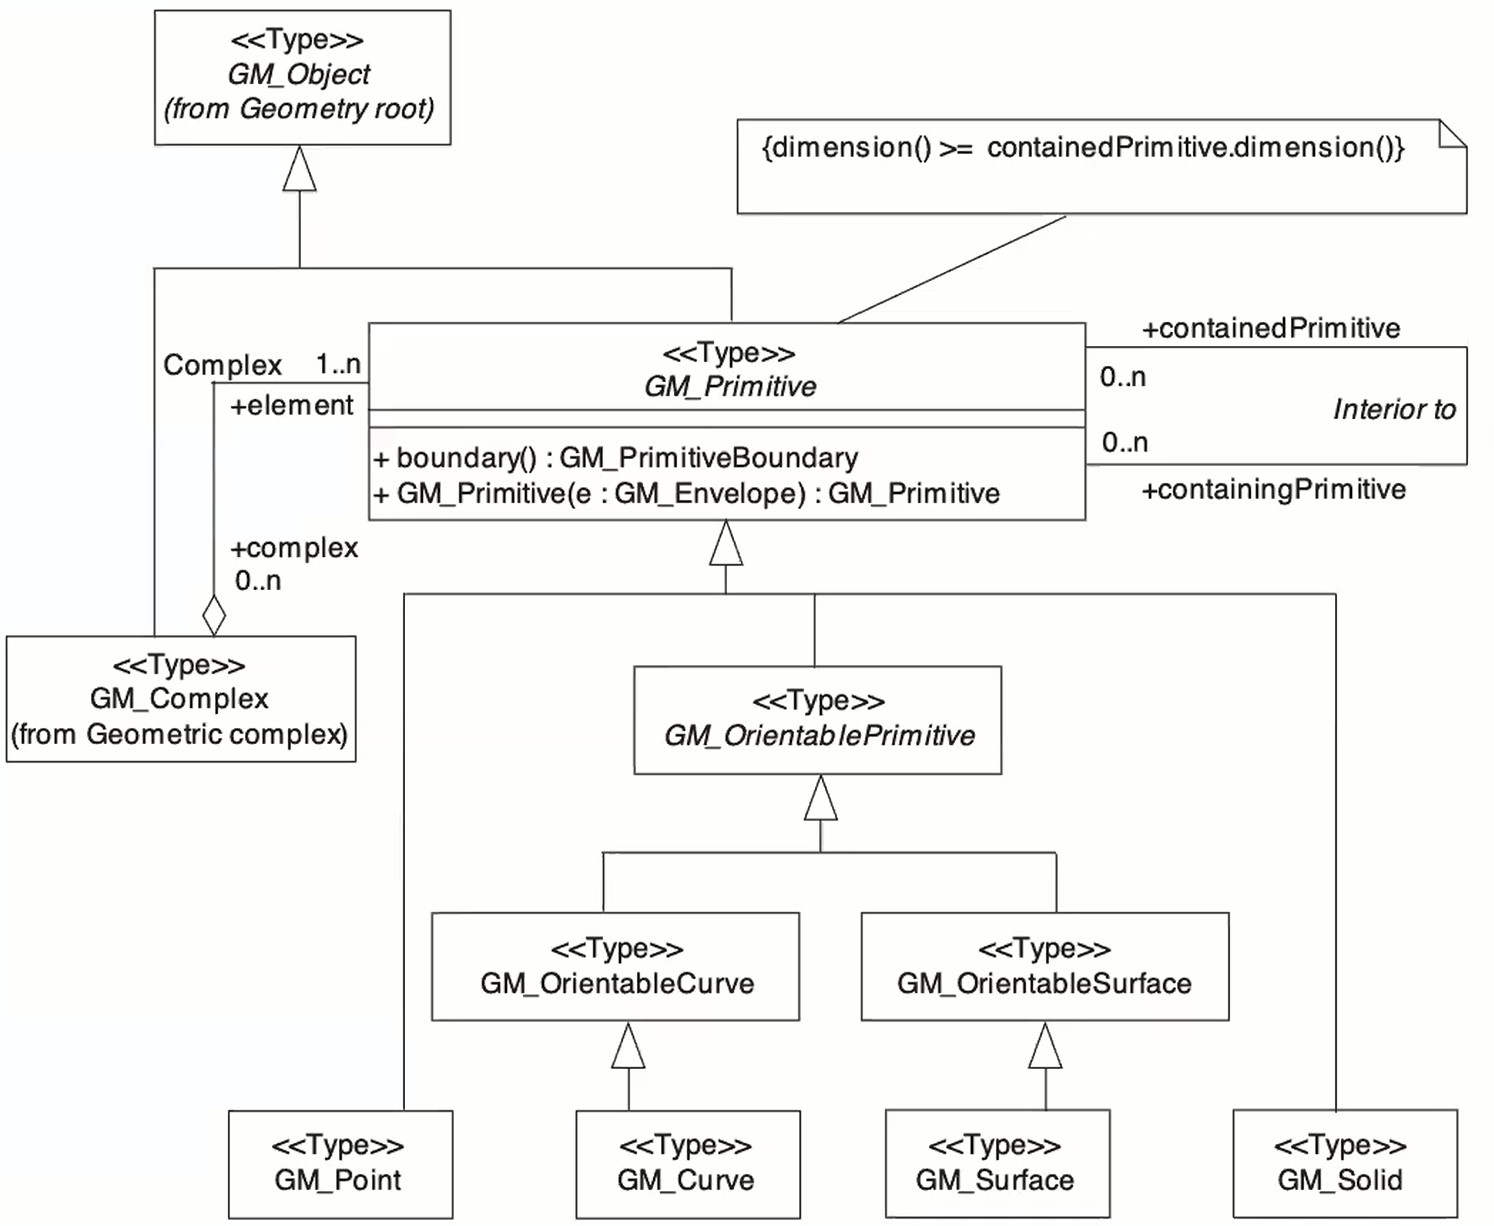 <<Type>>
GM_Object
(from Geometry root)
{dimension() >= containedPrimitive.dimension()}
+containedPrimitive
0..n
Interior to
0..n
+containingPrimitive
Complex
1..n
+element
<<Type>>
GM_Primitive
+ boundary() : GM_PrimitiveBoundary
+ GM_Primitive(e : GM_Envelope) : GM_Primitive
+complex
0..n
<<Type>>
GM_Complex
(from Geometric complex)
<<Type>>
GM_OrientablePrimitive
<<Type>>
GM_OrientableCurve
<<Type>>
GM_OrientableSurface
<<Type>>
GM_Point
<<Type>>
GM_Curve
<<Type>>
GM_Surface
<<Type>>
GM_Solid